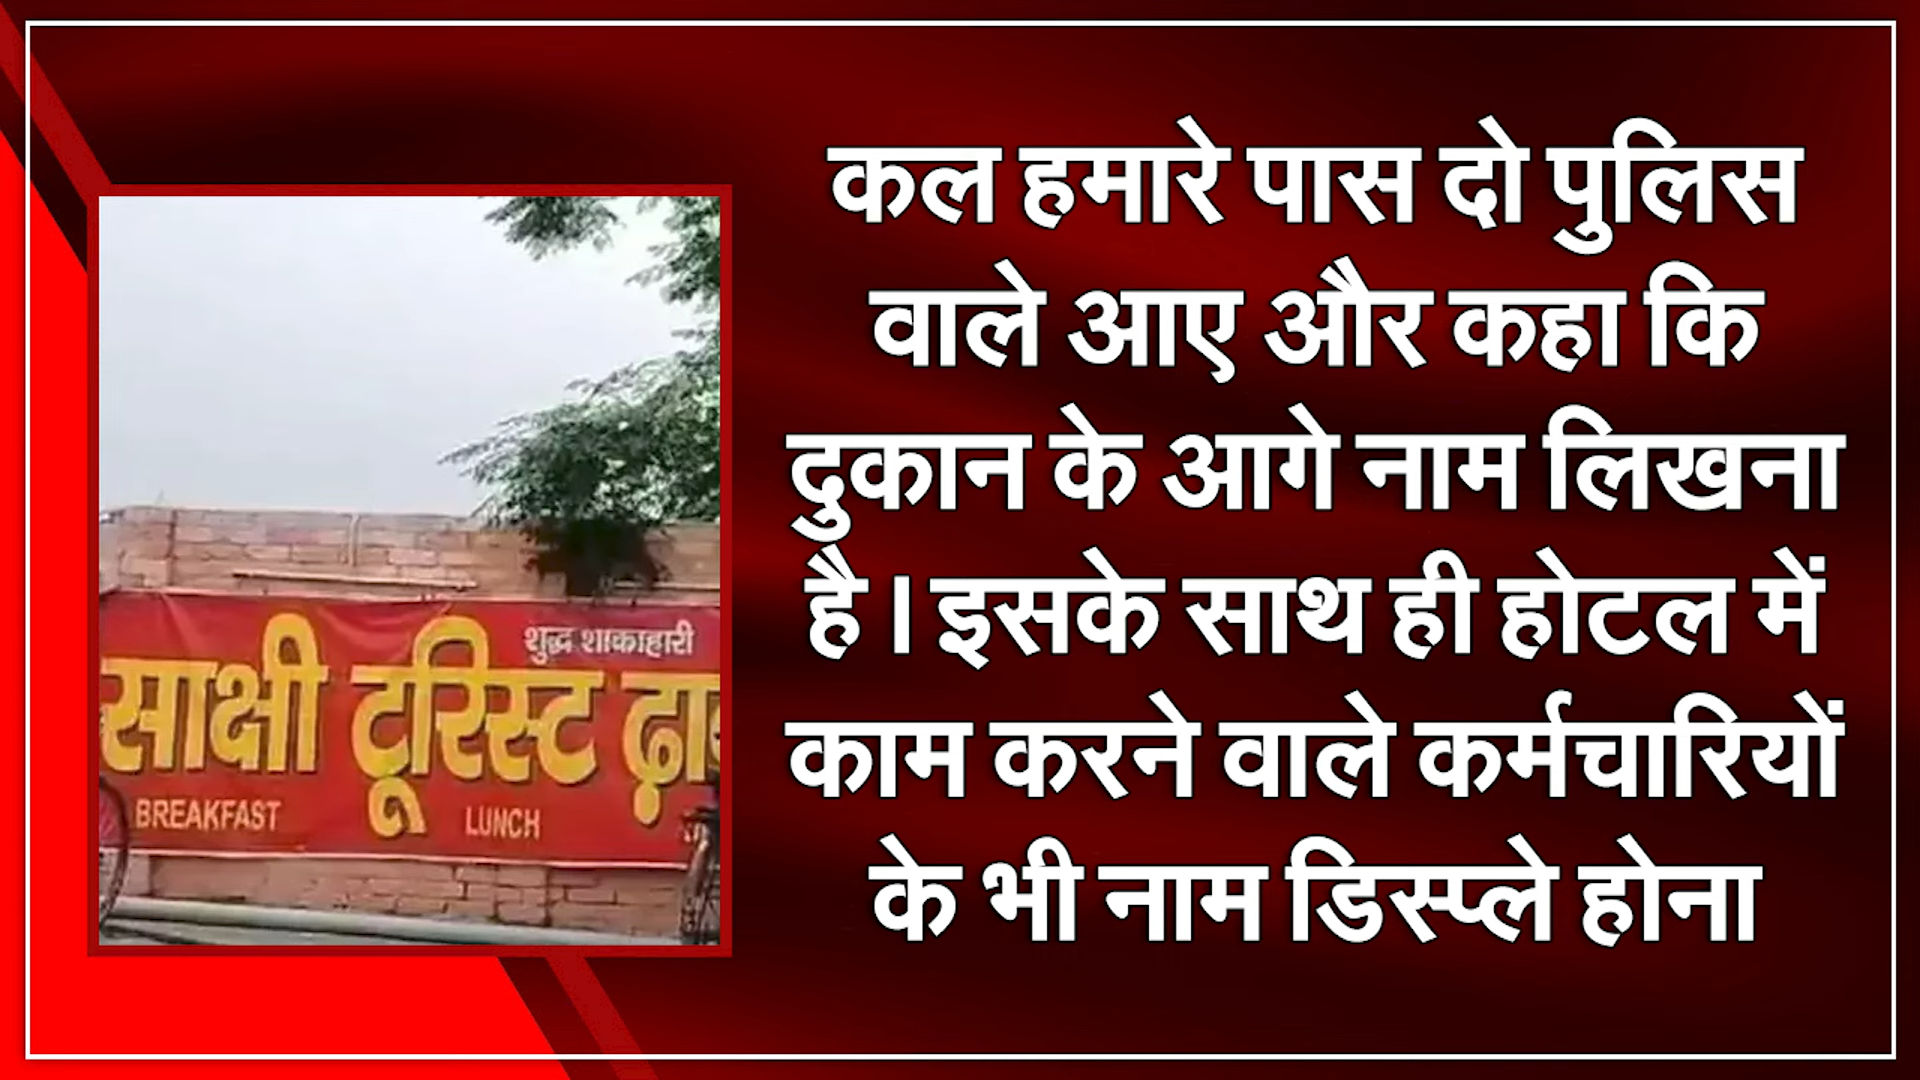 कल हमारे पास दो पुलिस
वाले आए और कहा कि
दुकान के आगे नाम लिखना
है। इसके साथ ही होटल में
काम करने वाले कर्मचारियों
के भी नाम डिस्प्ले होना
शुद्ध शाकाहारी
साक्षी टूरिस्ट ढ़ा
BREAKFAST LUNCH